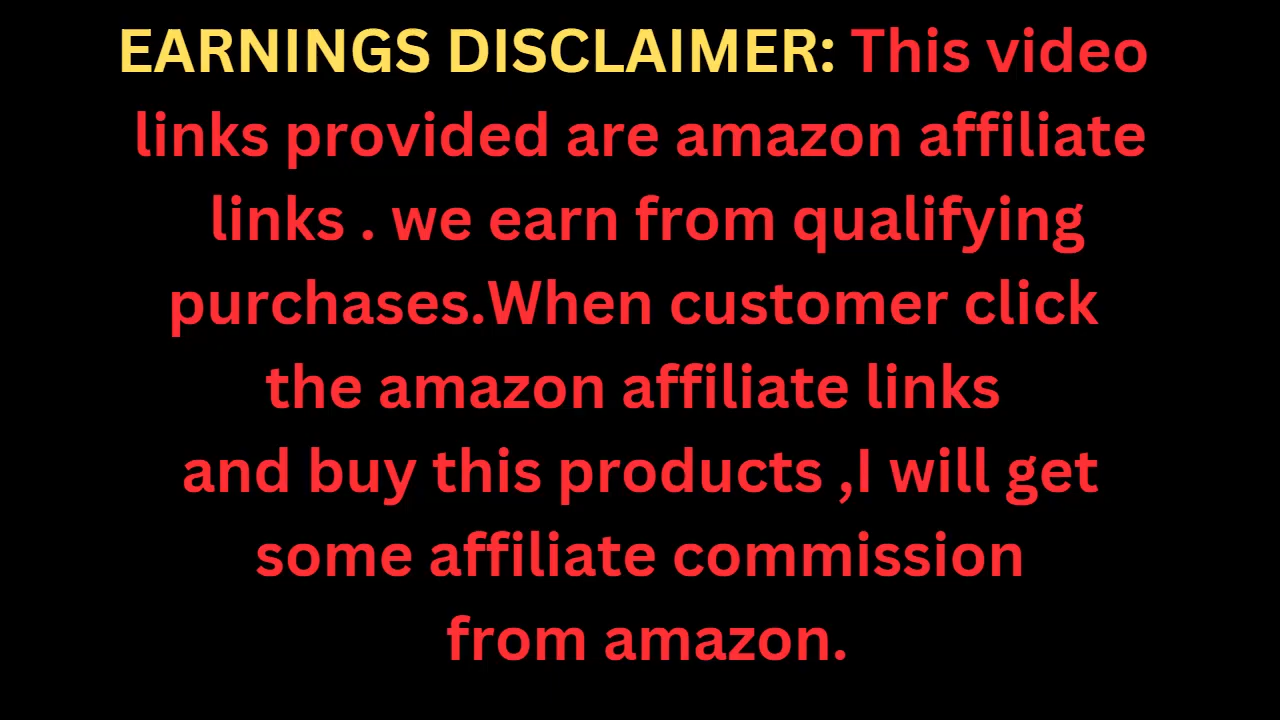 EARNINGS DISCLAIMER: This video
links provided are amazon affiliate
links . we earn from qualifying
purchases.When customer click
the amazon affiliate links
and buy this products ,I will get
some affiliate commission
from amazon.